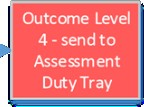 Outcome Level
4 - send to
Assessment
Duty Tray